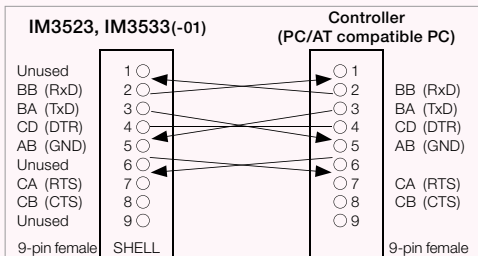 IM3523, IM3533(-01)
Controller
(PC/AT compatible PC)
Unused 1 1
BB (RxD) 2 2 BB (RxD)
BA (TxD) 3 3 BA (TxD)
CD (DTR) 4 4 CD (DTR)
AB (GND) 5 5 AB (GND)
Unused 6 6
CA (RTS) 7 7 CA (RTS)
CB (CTS) 8 8 CB (CTS)
Unused 9 9
9-pin female SHELL 9-pin female